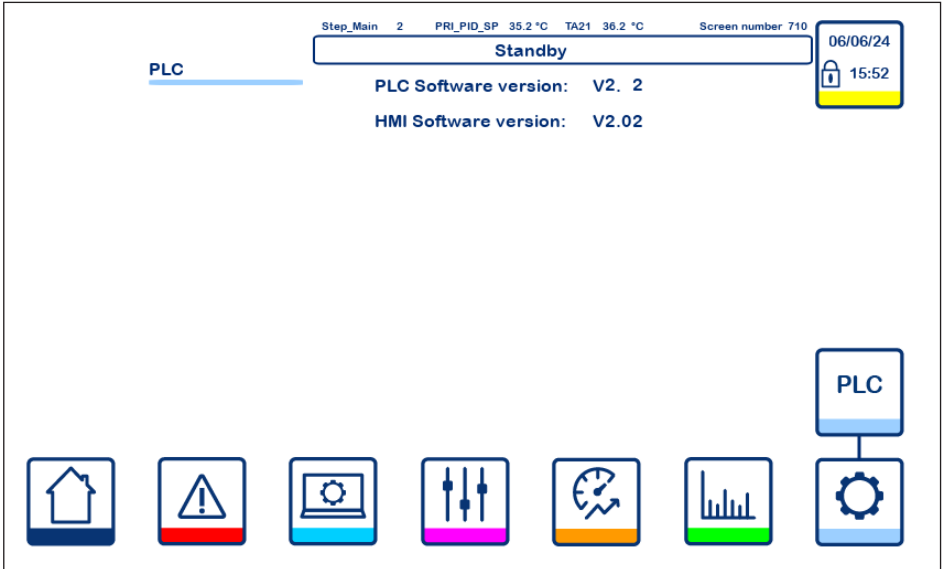 Step_Main 2 PRI_PID_SP 35.2 °C TA21 36.2 °C Screen number 710
Standby
06/06/24
15:52
PLC
PLC Software version: V2. 2
HMI Software version: V2.02
PLC